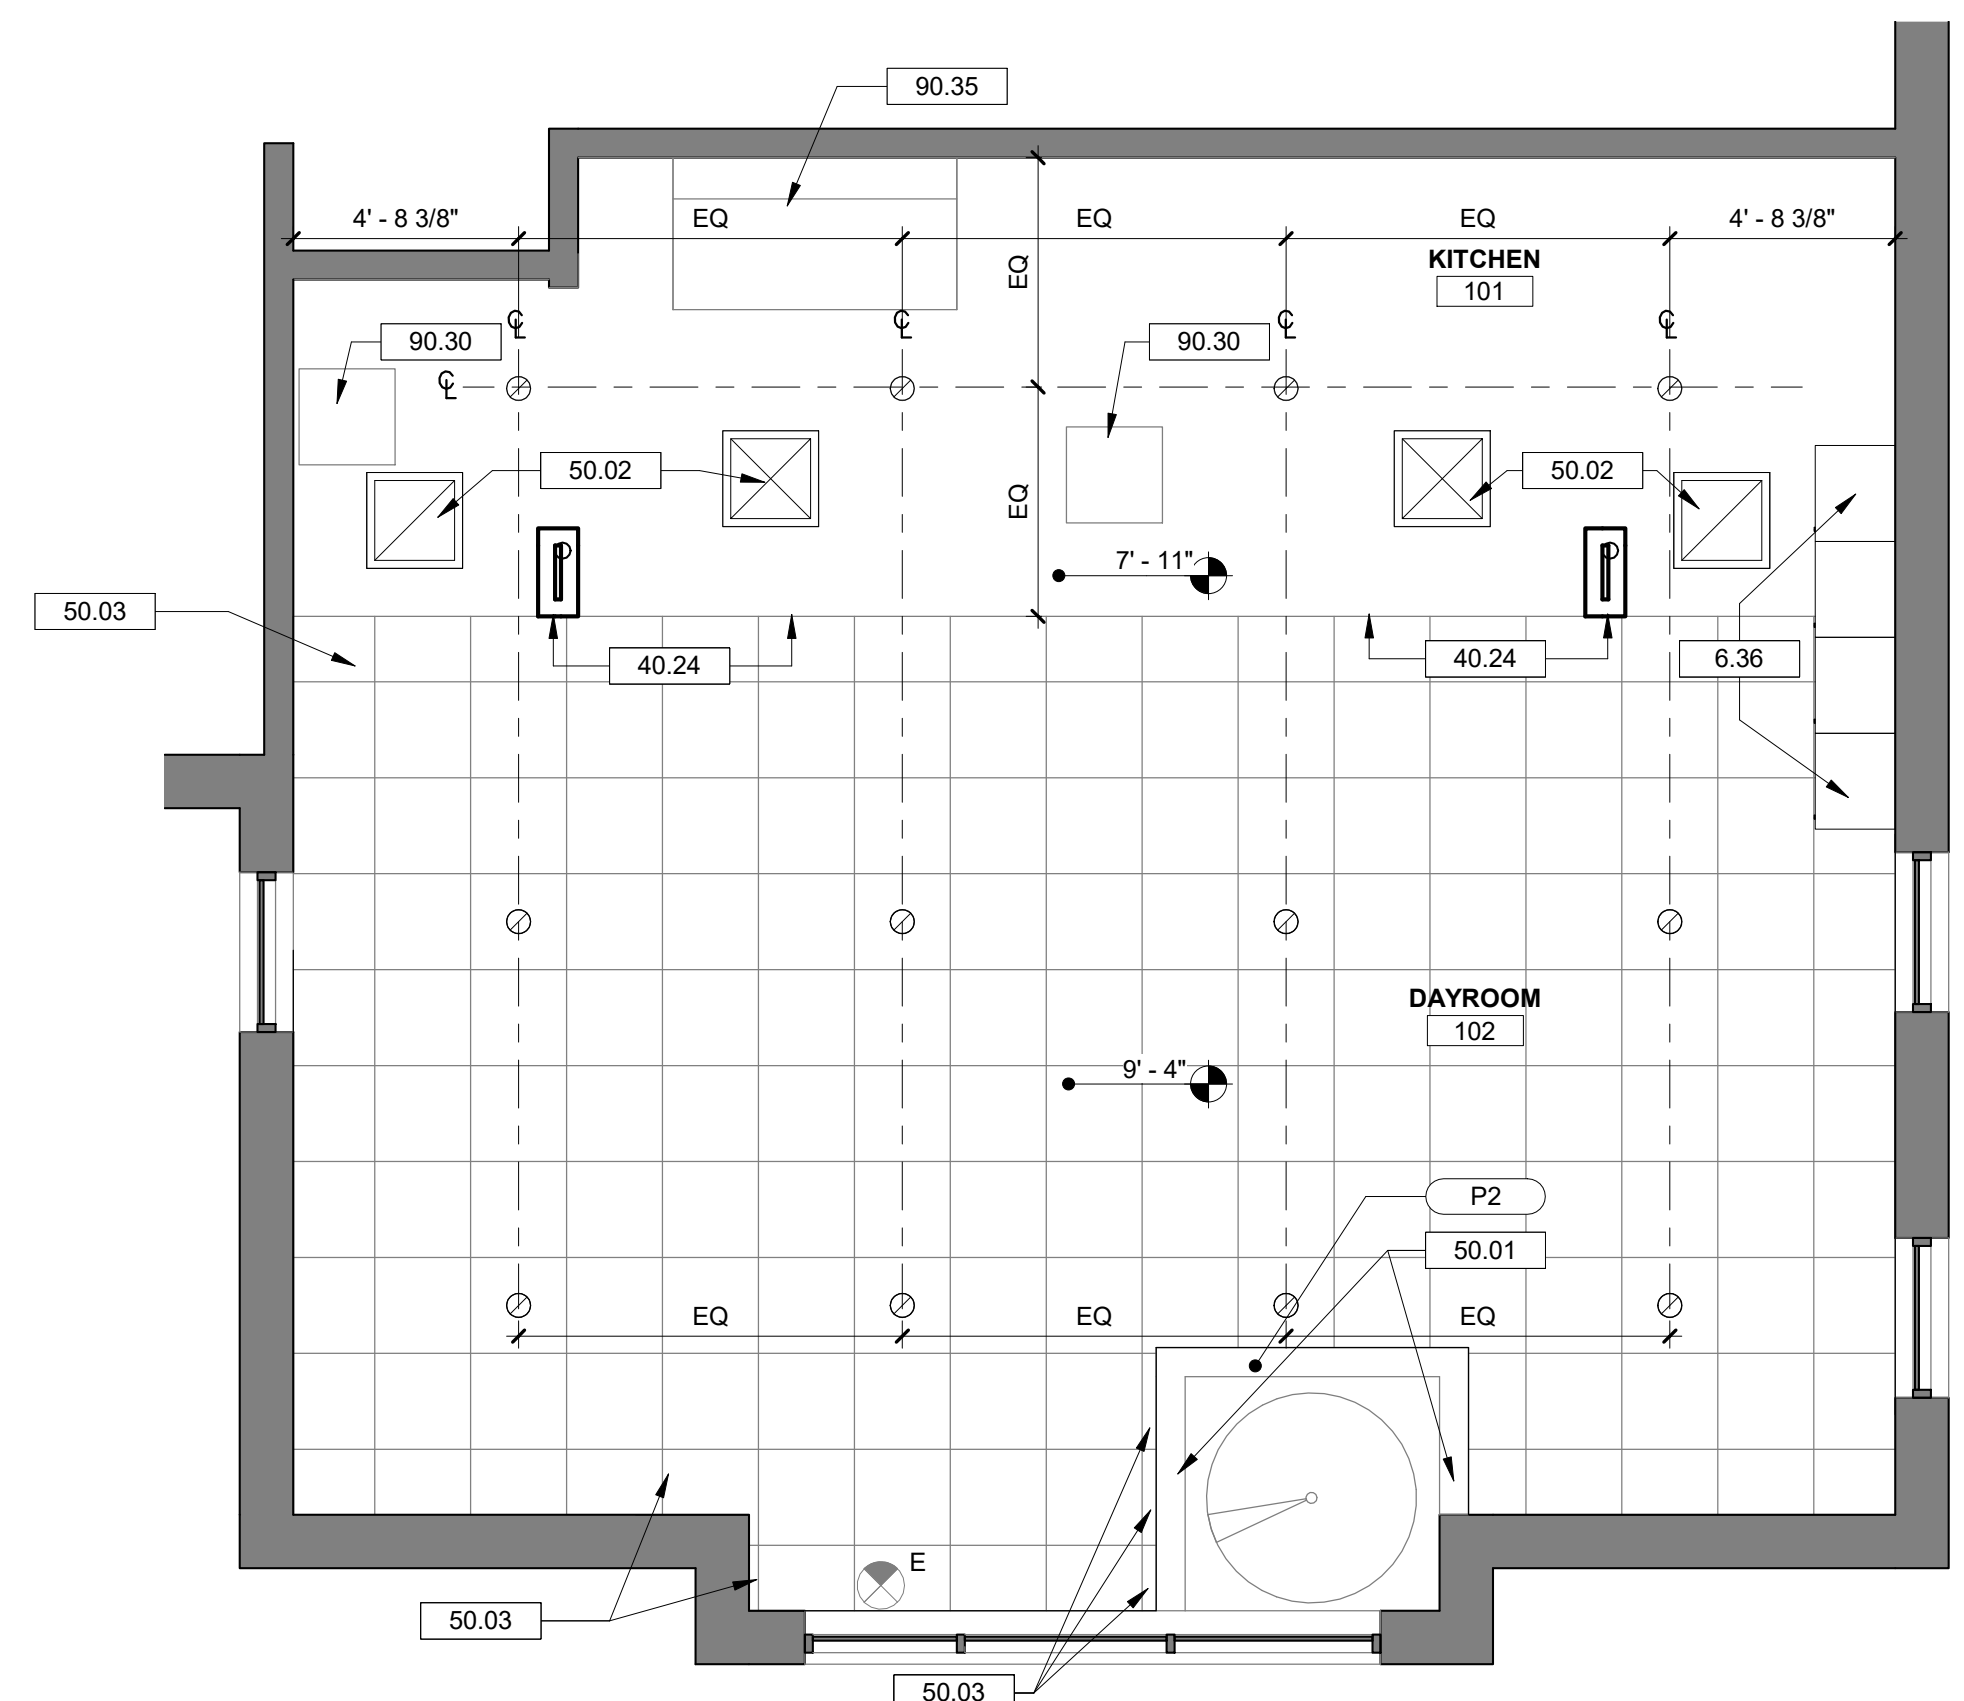 90.35
4' - 8 3/8"
EQ
EQ
EQ
4' - 8 3/8"
KITCHEN
101
EQ
℄
℄
℄
℄
90.30
90.30
℄
50.02
50.02
EQ
7' - 11"
50.03
40.24
40.24
6.36
DAYROOM
102
9' - 4"
P2
50.01
EQ
EQ
EQ
E
50.03
50.03